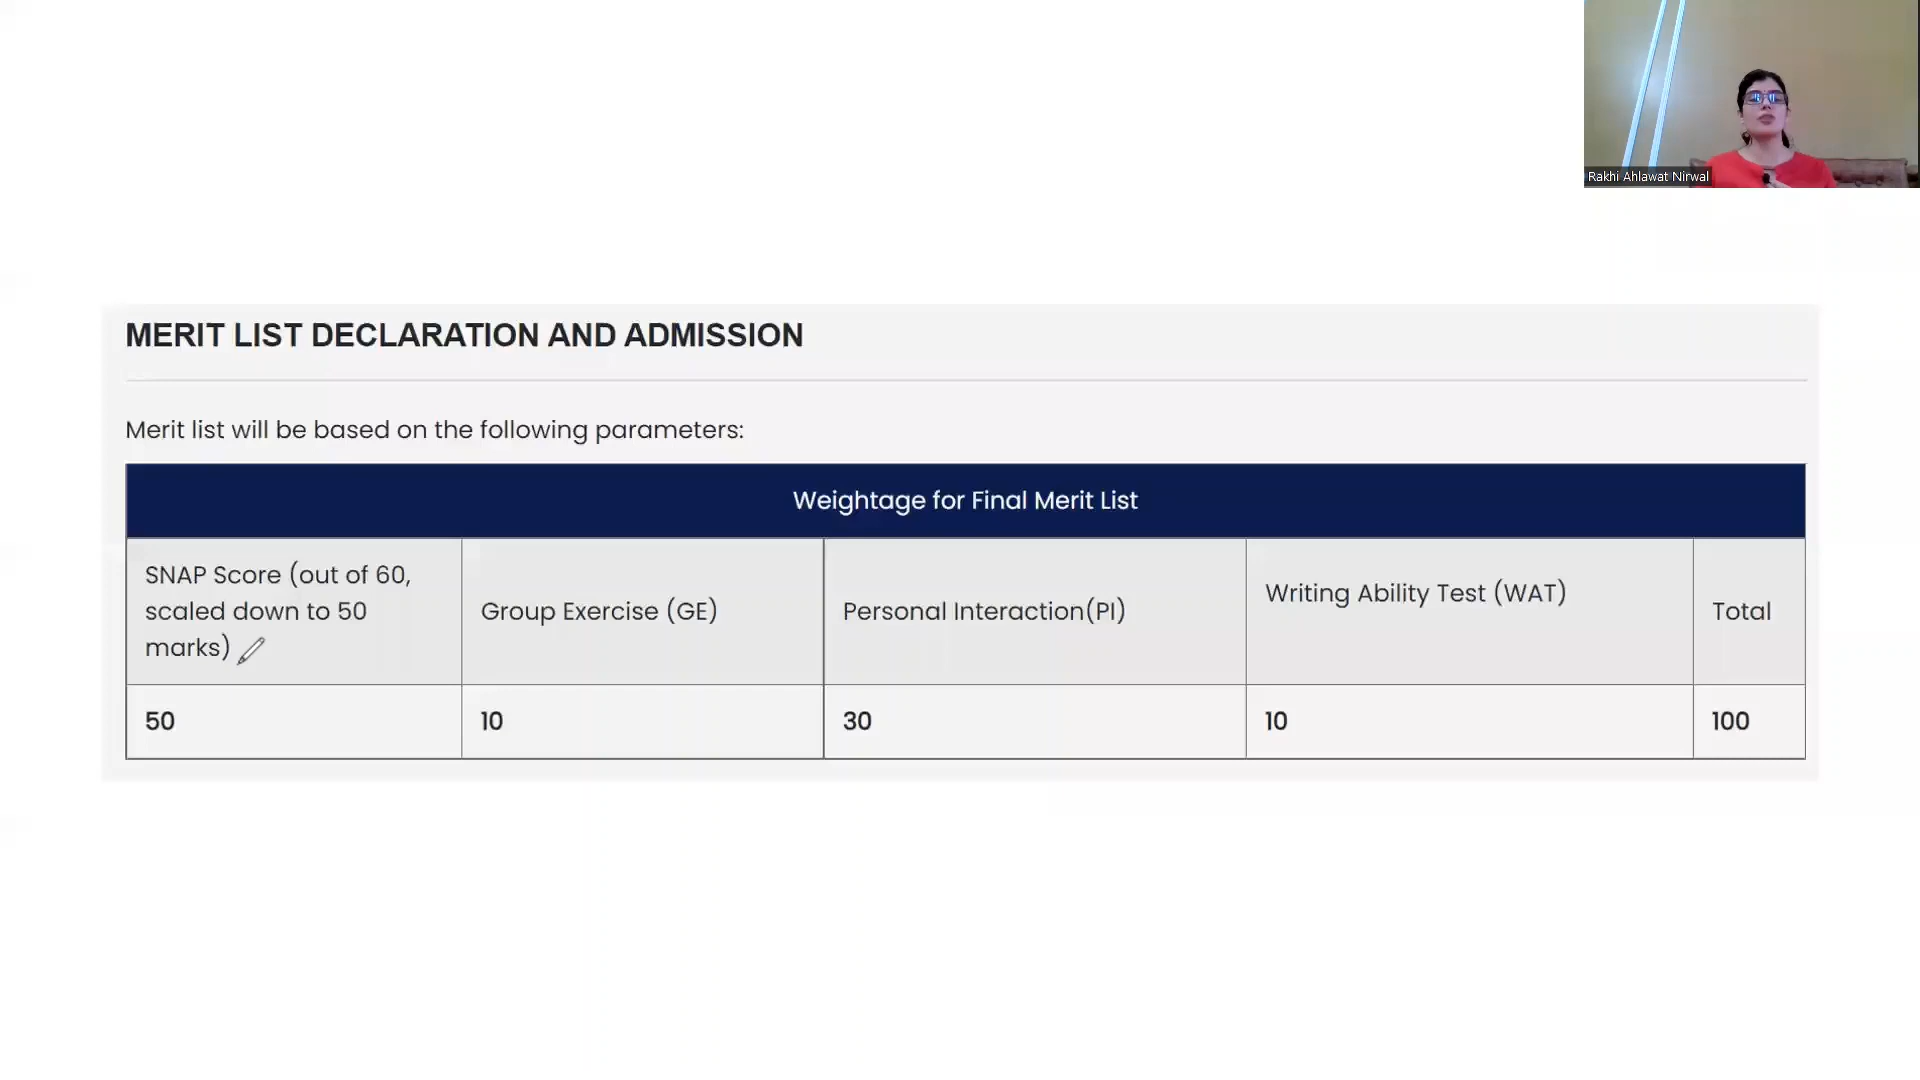 Rakhi Ahlawat Nirwal
MERIT LIST DECLARATION AND ADMISSION
Merit list will be based on the following parameters:
Weightage for Final Merit List
SNAP Score (out of 60,
scaled down to 50
marks)
Group Exercise (GE)
Personal Interaction(PI)
Writing Ability Test (WAT)
Total
50
10
30
10
100